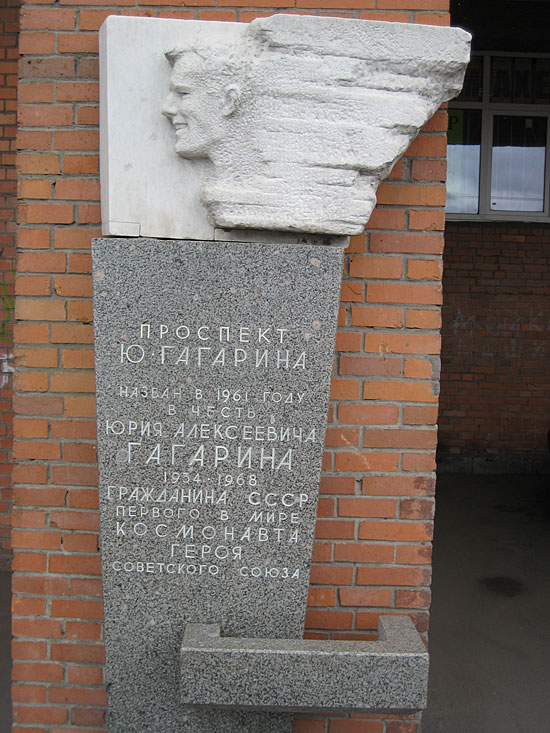 ПРОСПЕКТ
Ю·ГАГАРИНА
НАЗВАН В 1961 ГОДУ
В ЧЕСТЬ
ЮРИЯ АЛЕКСЕЕВИЧА
ГАГАРИНА
1934-1968
ГРАЖДАНИНА СССР
ПЕРВОГО В МИРЕ
КОСМОНАВТА
ГЕРОЯ
СОВЕТСКОГО СОЮЗА